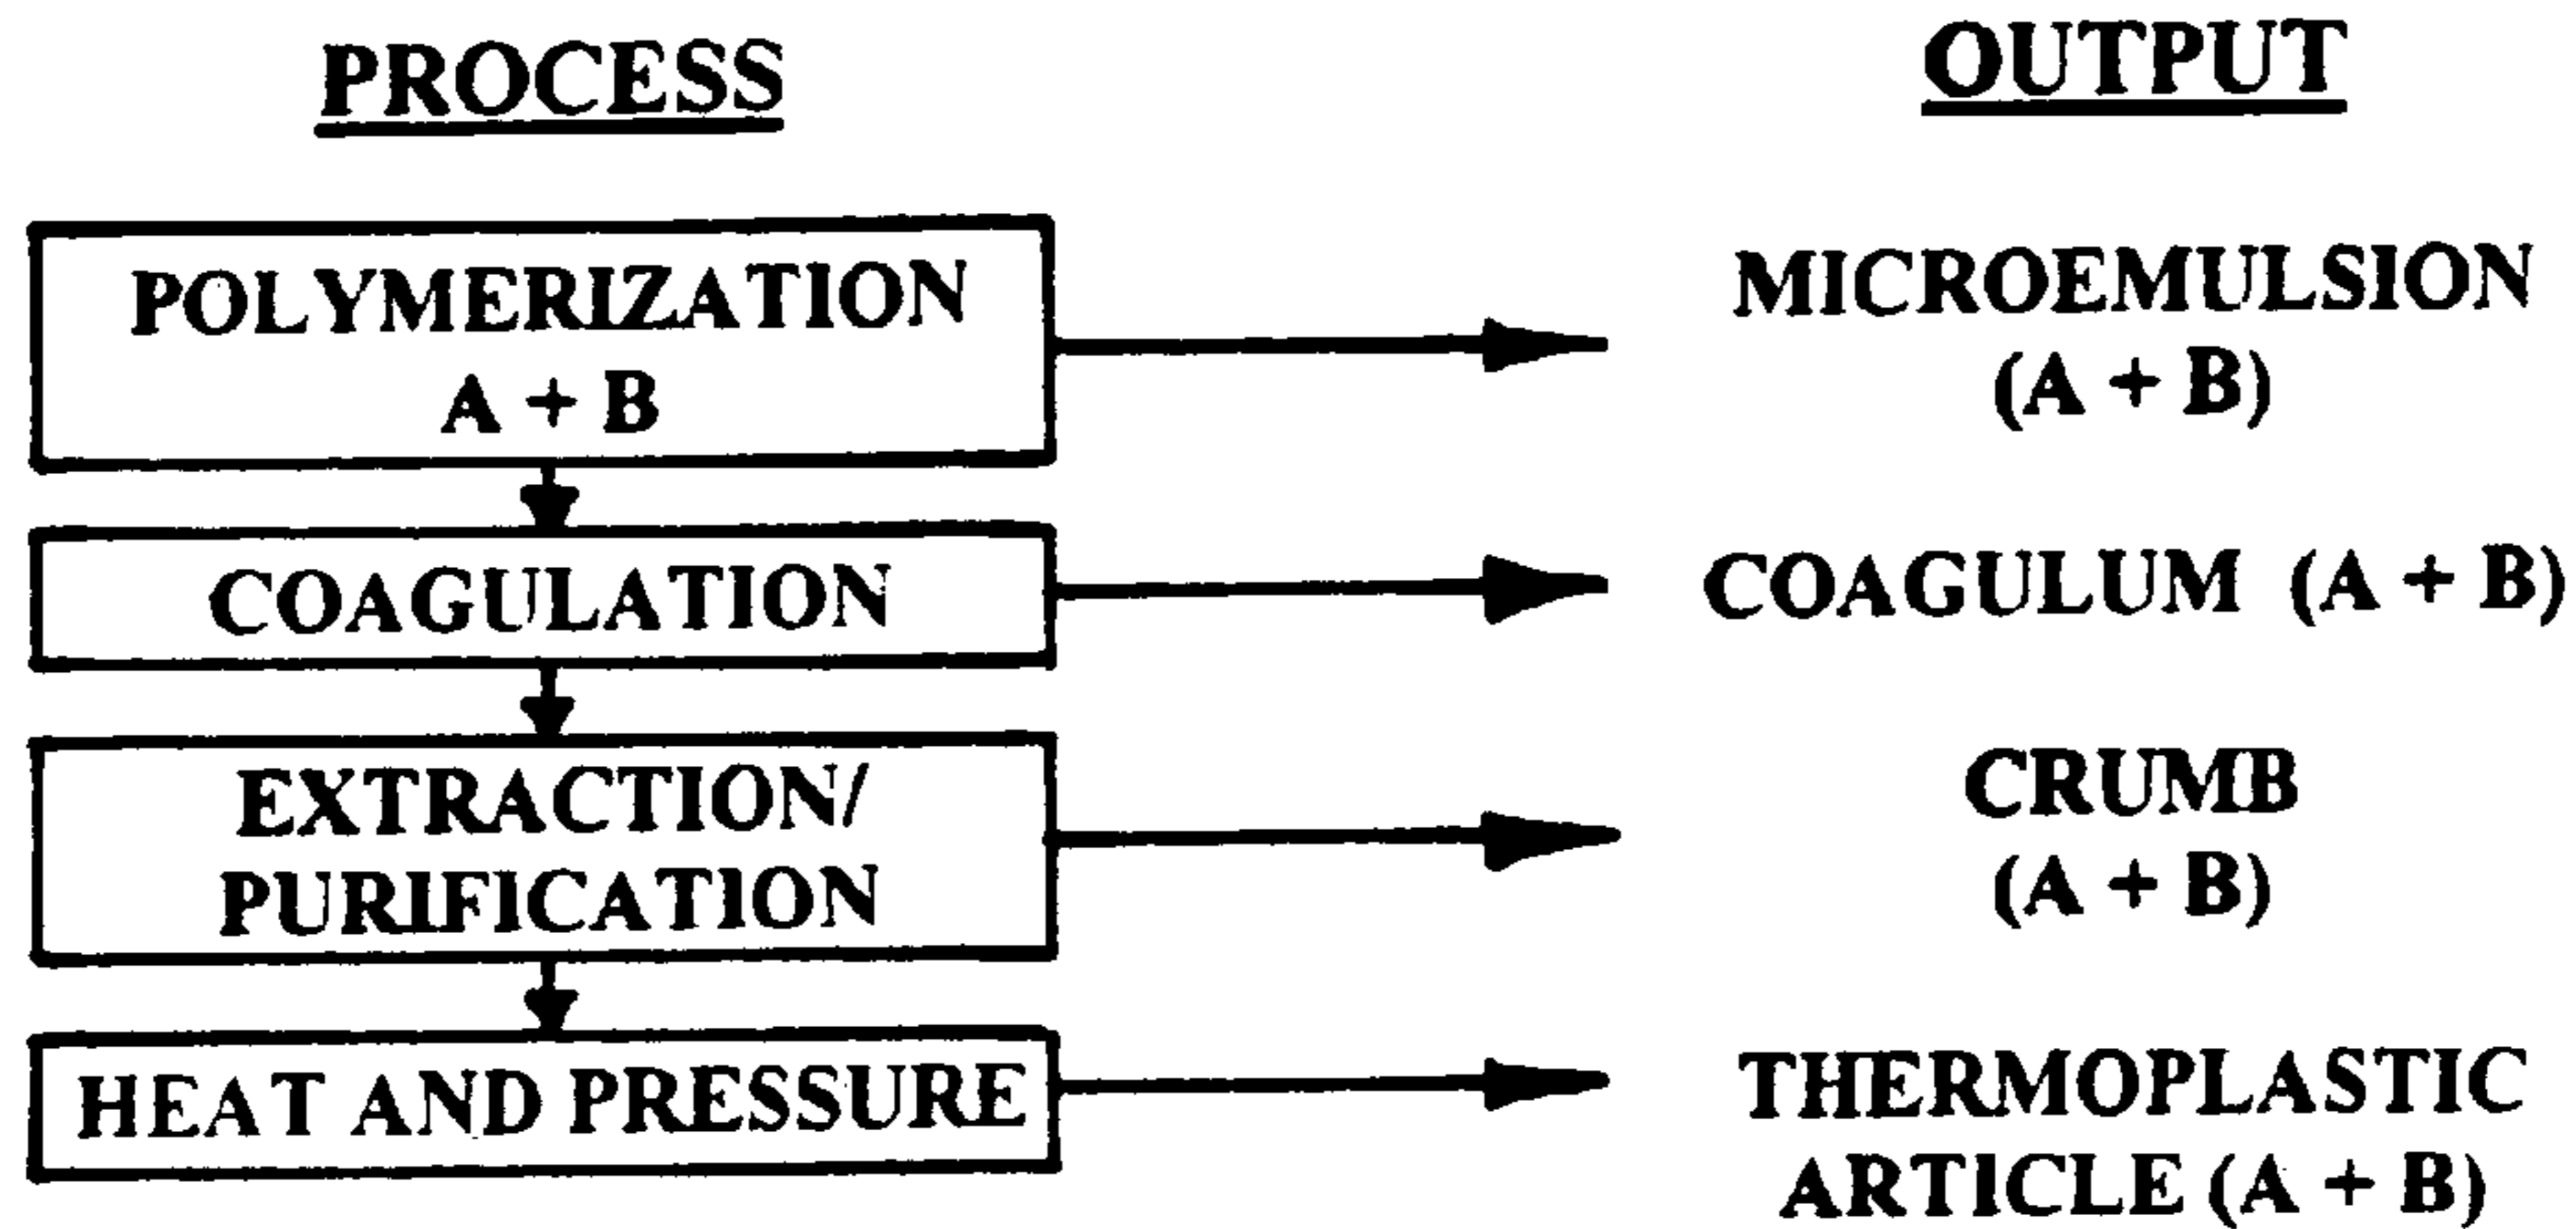 PROCESS
OUTPUT
POLYMERIZATION
A + B
MICROEMULSION
(A + B)
COAGULATION
COAGULUM (A + B)
EXTRACTION/
PURIFICATION
CRUMB
(A + B)
HEAT AND PRESSURE
THERMOPLASTIC
ARTICLE (A + B)